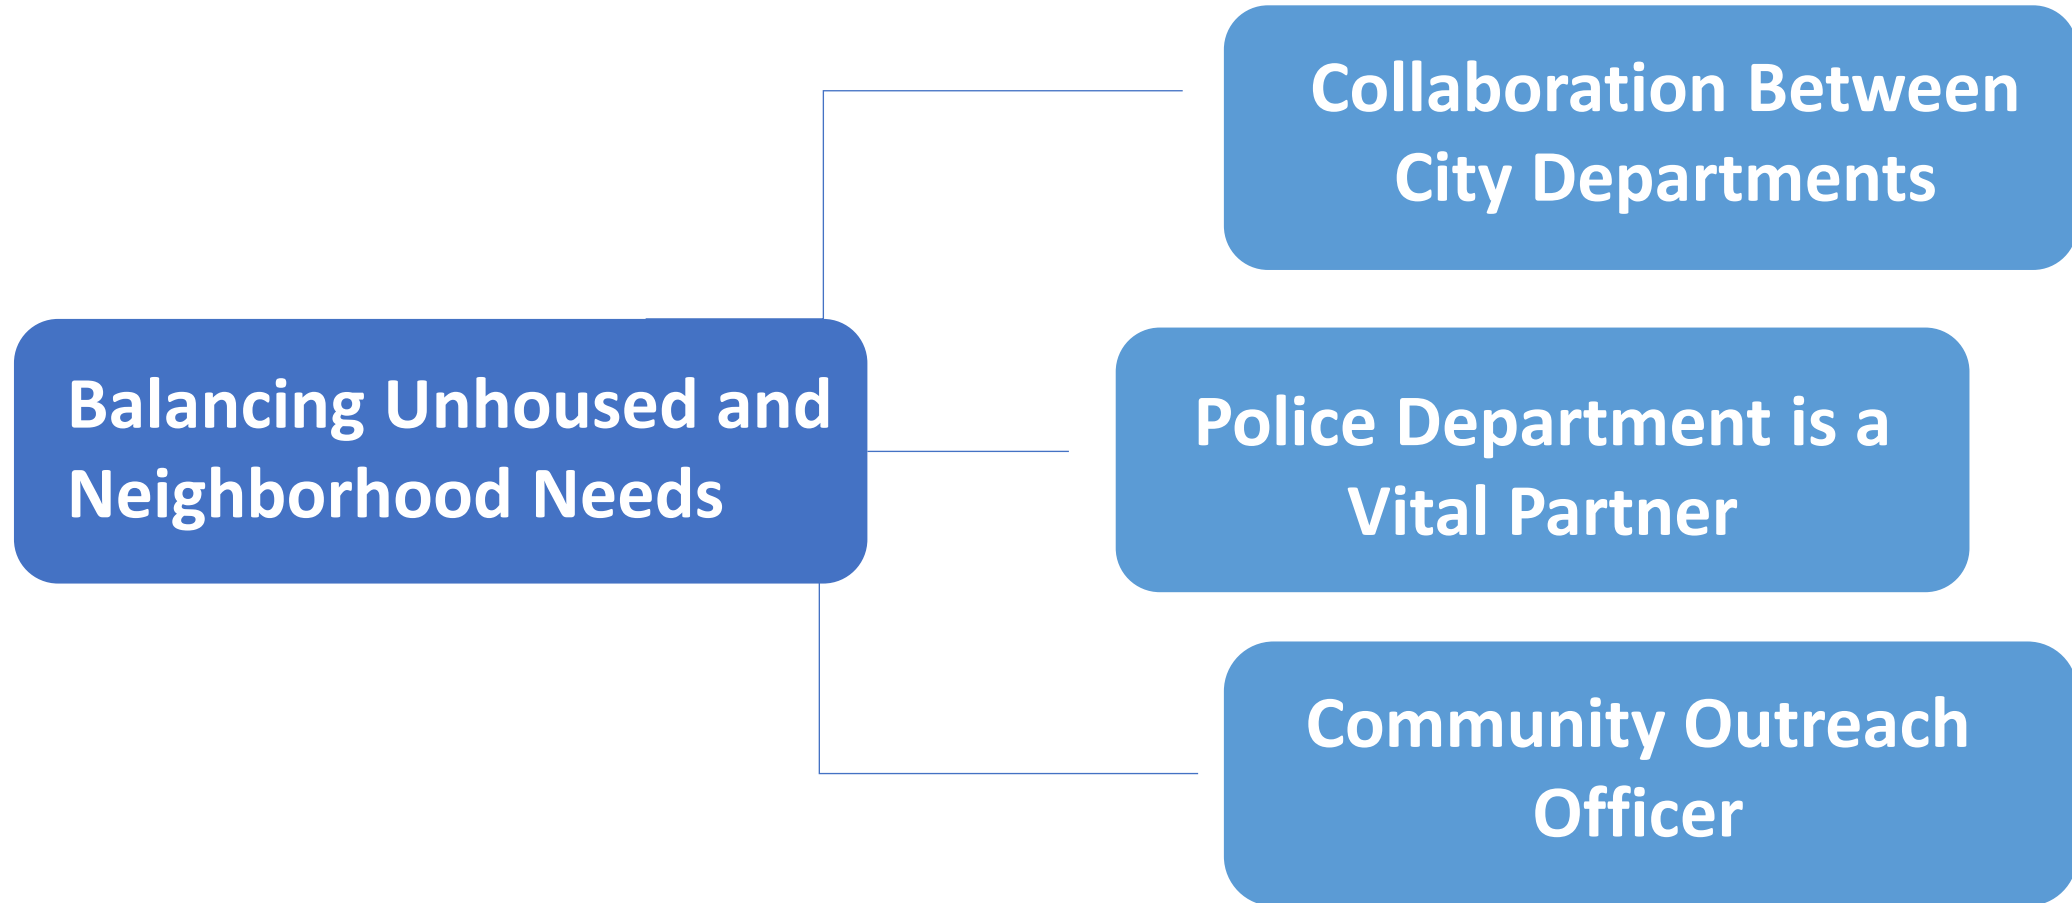 Balancing Unhoused and
Neighborhood Needs
Collaboration Between
City Departments
Police Department is a
Vital Partner
Community Outreach
Officer